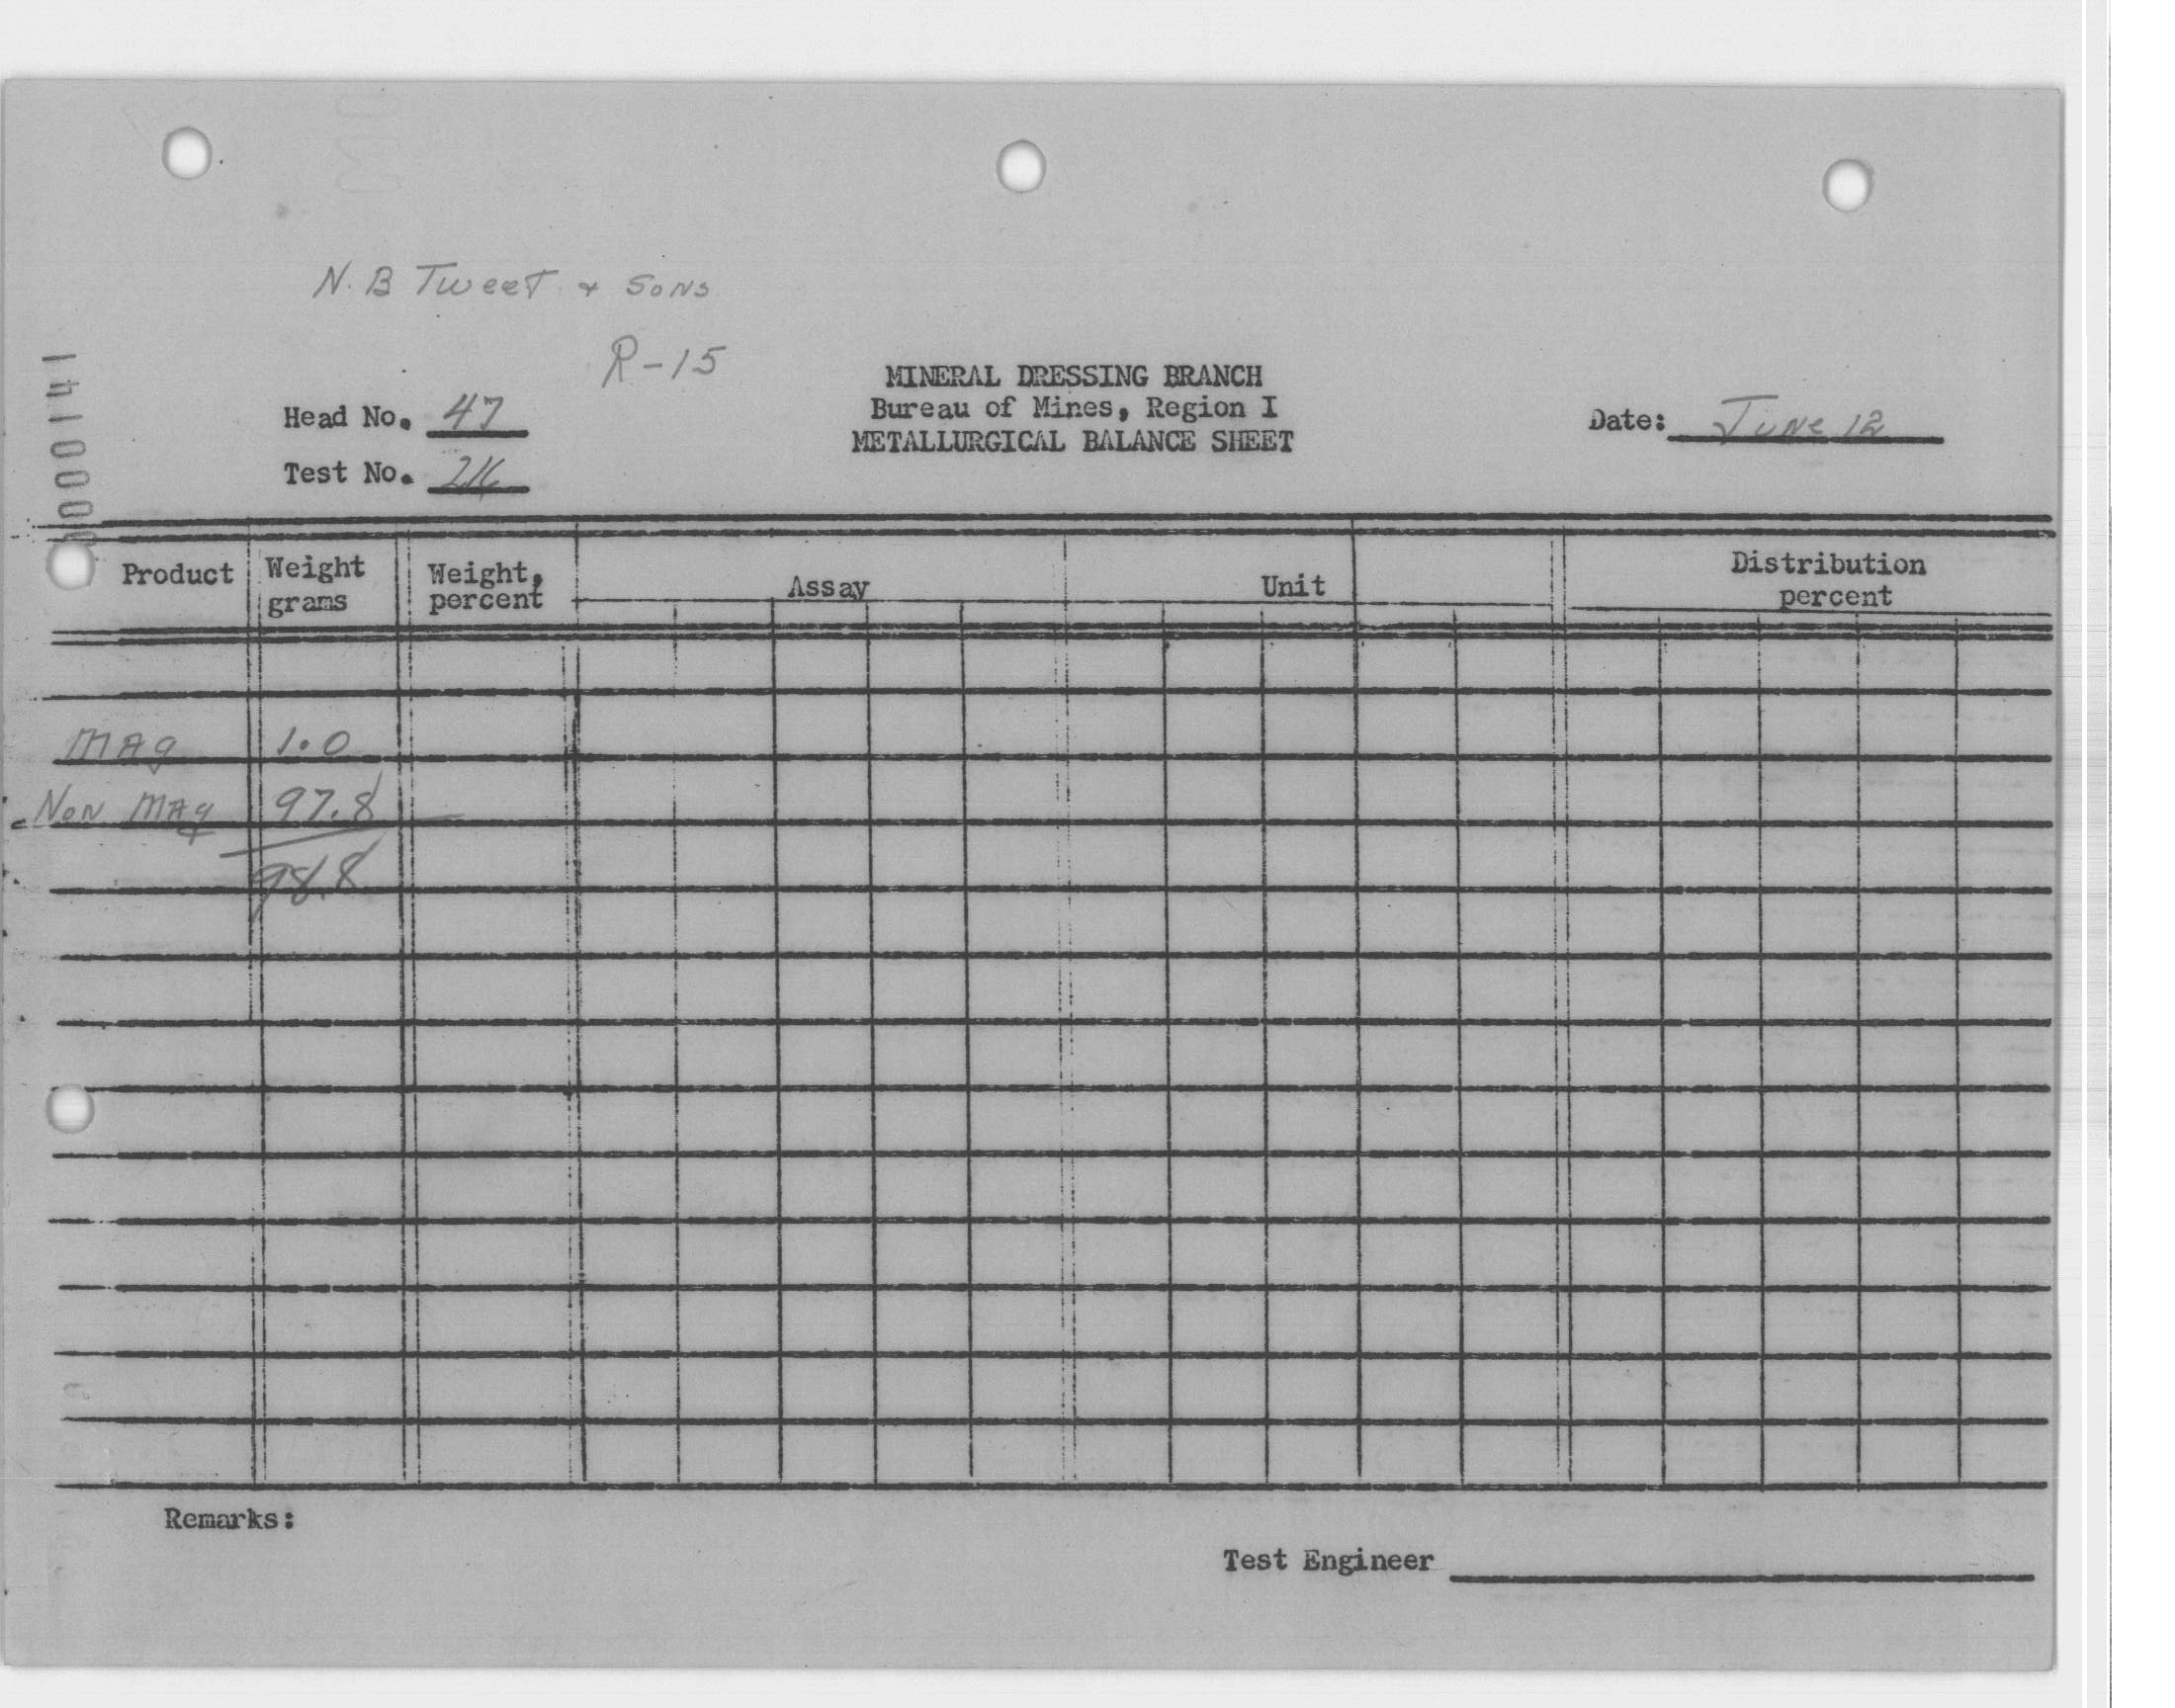 N. B Tweet & Sons
R-15
MINERAL DRESSING BRANCH
Head No. 47
Bureau of Mines, Region I
Date: June 12
METALLURGICAL BALANCE SHEET
Test No.
Product Weight grams Weight, percent Assay Unit Distribution percent
MAg 1.0
Non MAg 97.8
98.8
Remarks:
Test Engineer